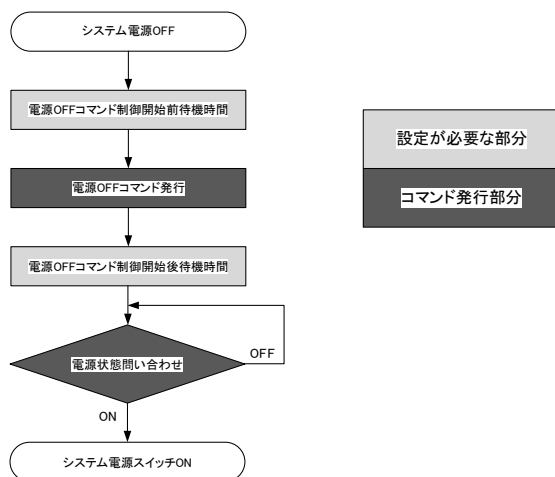 システム電源OFF
電源OFFコマンド制御開始前待機時間
電源OFFコマンド発行
電源OFFコマンド制御開始後待機時間
電源状態問い合わせ
OFF
ON
システム電源スイッチON
設定が必要な部分
コマンド発行部分